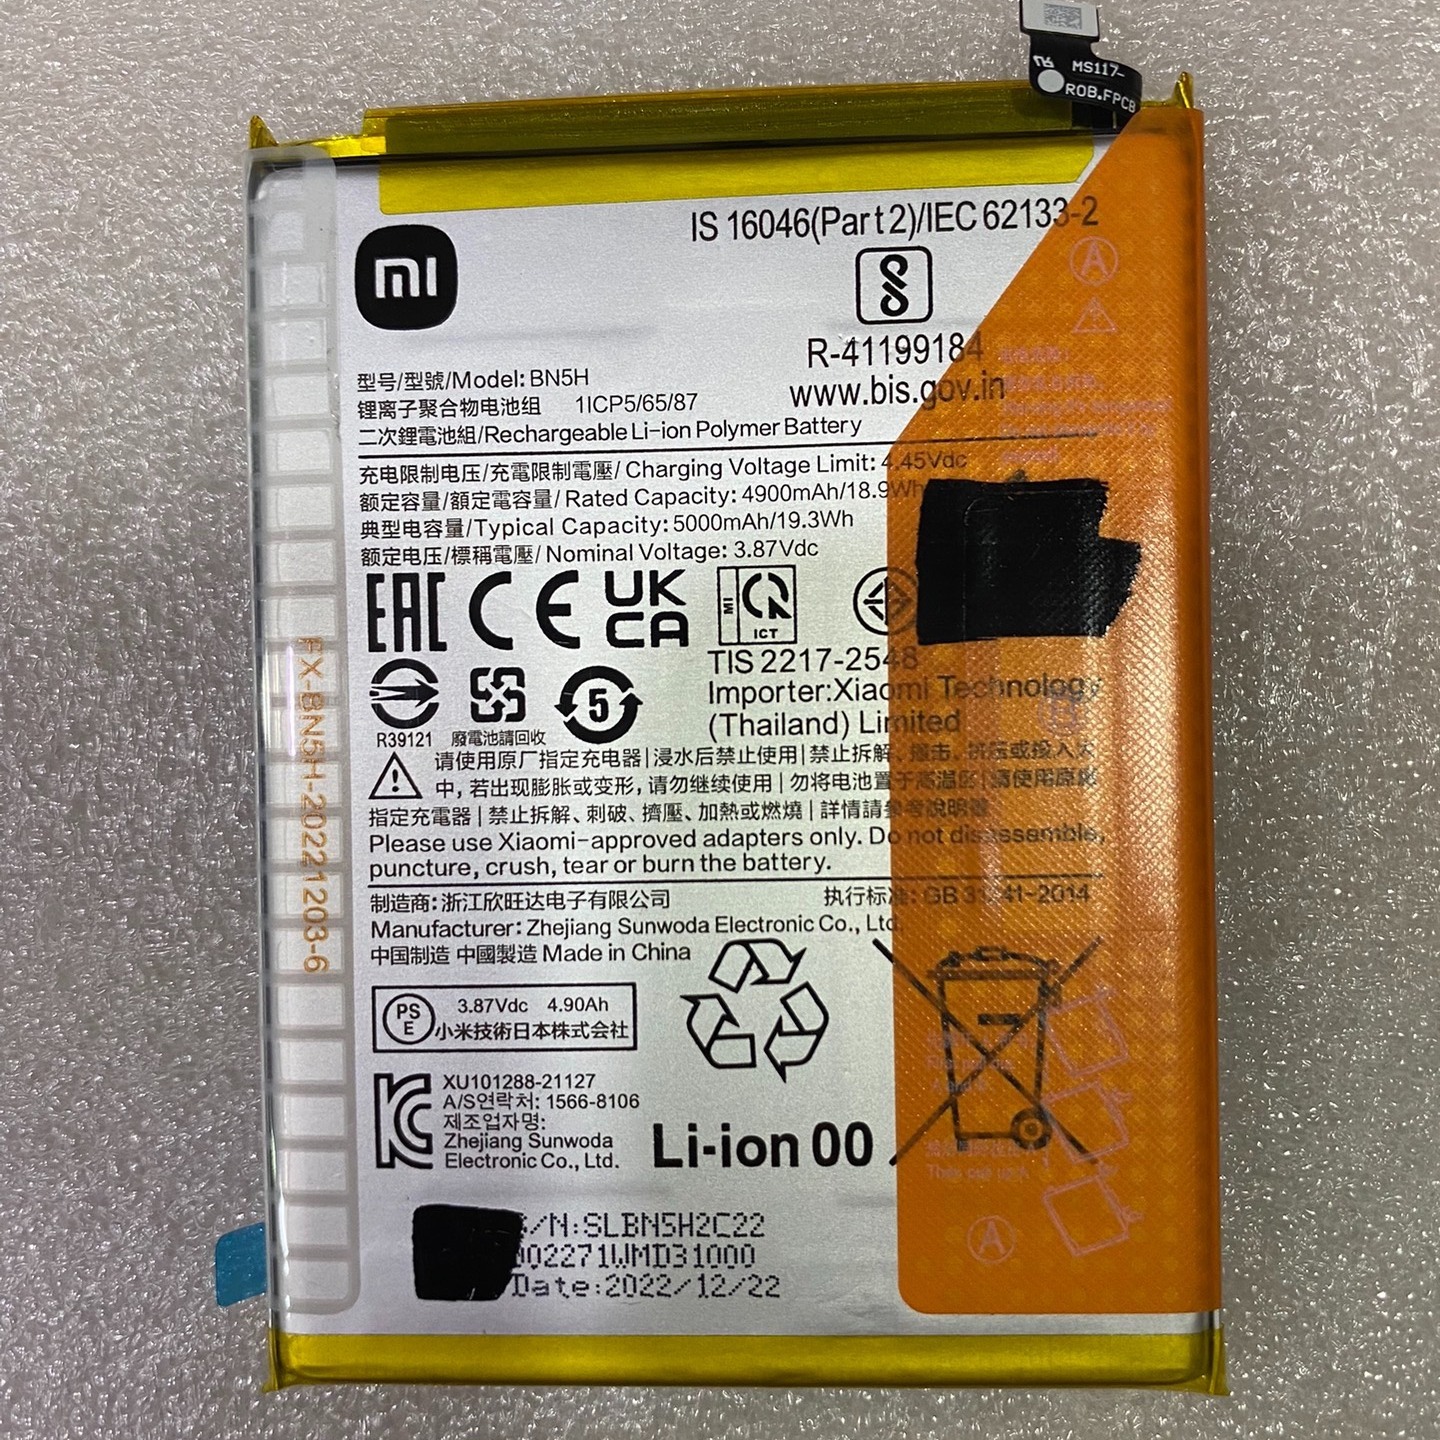 MS117-
R0B.FPCB
IS 16046(Part 2)/IEC 62133-2
mi
R-41199184
www.bis.gov.in
型号/型號/Model: BN5H
锂离子聚合物电池组 1ICP5/65/87
二次鋰電池組/Rechargeable Li-ion Polymer Battery
充电限制电压/充電限制電壓/ Charging Voltage Limit: 4.45Vdc
额定容量/額定電容量/ Rated Capacity: 4900mAh/18.9Wh
典型电容量/Typical Capacity: 5000mAh/19.3Wh
额定电压/標稱電壓/ Nominal Voltage: 3.87Vdc
EAC CE UK CA MI ICT
TIS 2217-2548
Importer:Xiaomi Technology
(Thailand) Limited
5
R39121 廢電池請回收
请使用原厂指定充电器|浸水后禁止使用|禁止拆解、撞击、挤压或投入火
中, 若出现膨胀或变形, 请勿继续使用 | 勿将电池置于高温区|請使用原廠
指定充電器 | 禁止拆解、刺破、擠壓、加熱或燃燒 | 詳情請參考說明書
Please use Xiaomi-approved adapters only. Do not disassemble,
puncture, crush, tear or burn the battery.
制造商: 浙江欣旺达电子有限公司 执行标准: GB 31241-2014
Manufacturer: Zhejiang Sunwoda Electronic Co., Ltd.
中国制造 中國製造 Made in China
PS E 3.87Vdc 4.90Ah
小米技術日本株式会社
XU101288-21127
A/S연락처: 1566-8106
제조업자명:
Zhejiang Sunwoda
Electronic Co., Ltd.
Li-ion 00
S/N:SLBN5H2C22
002271WMD31000
Date:2022/12/22
FX-BN5H-20221203-6
A
B
A